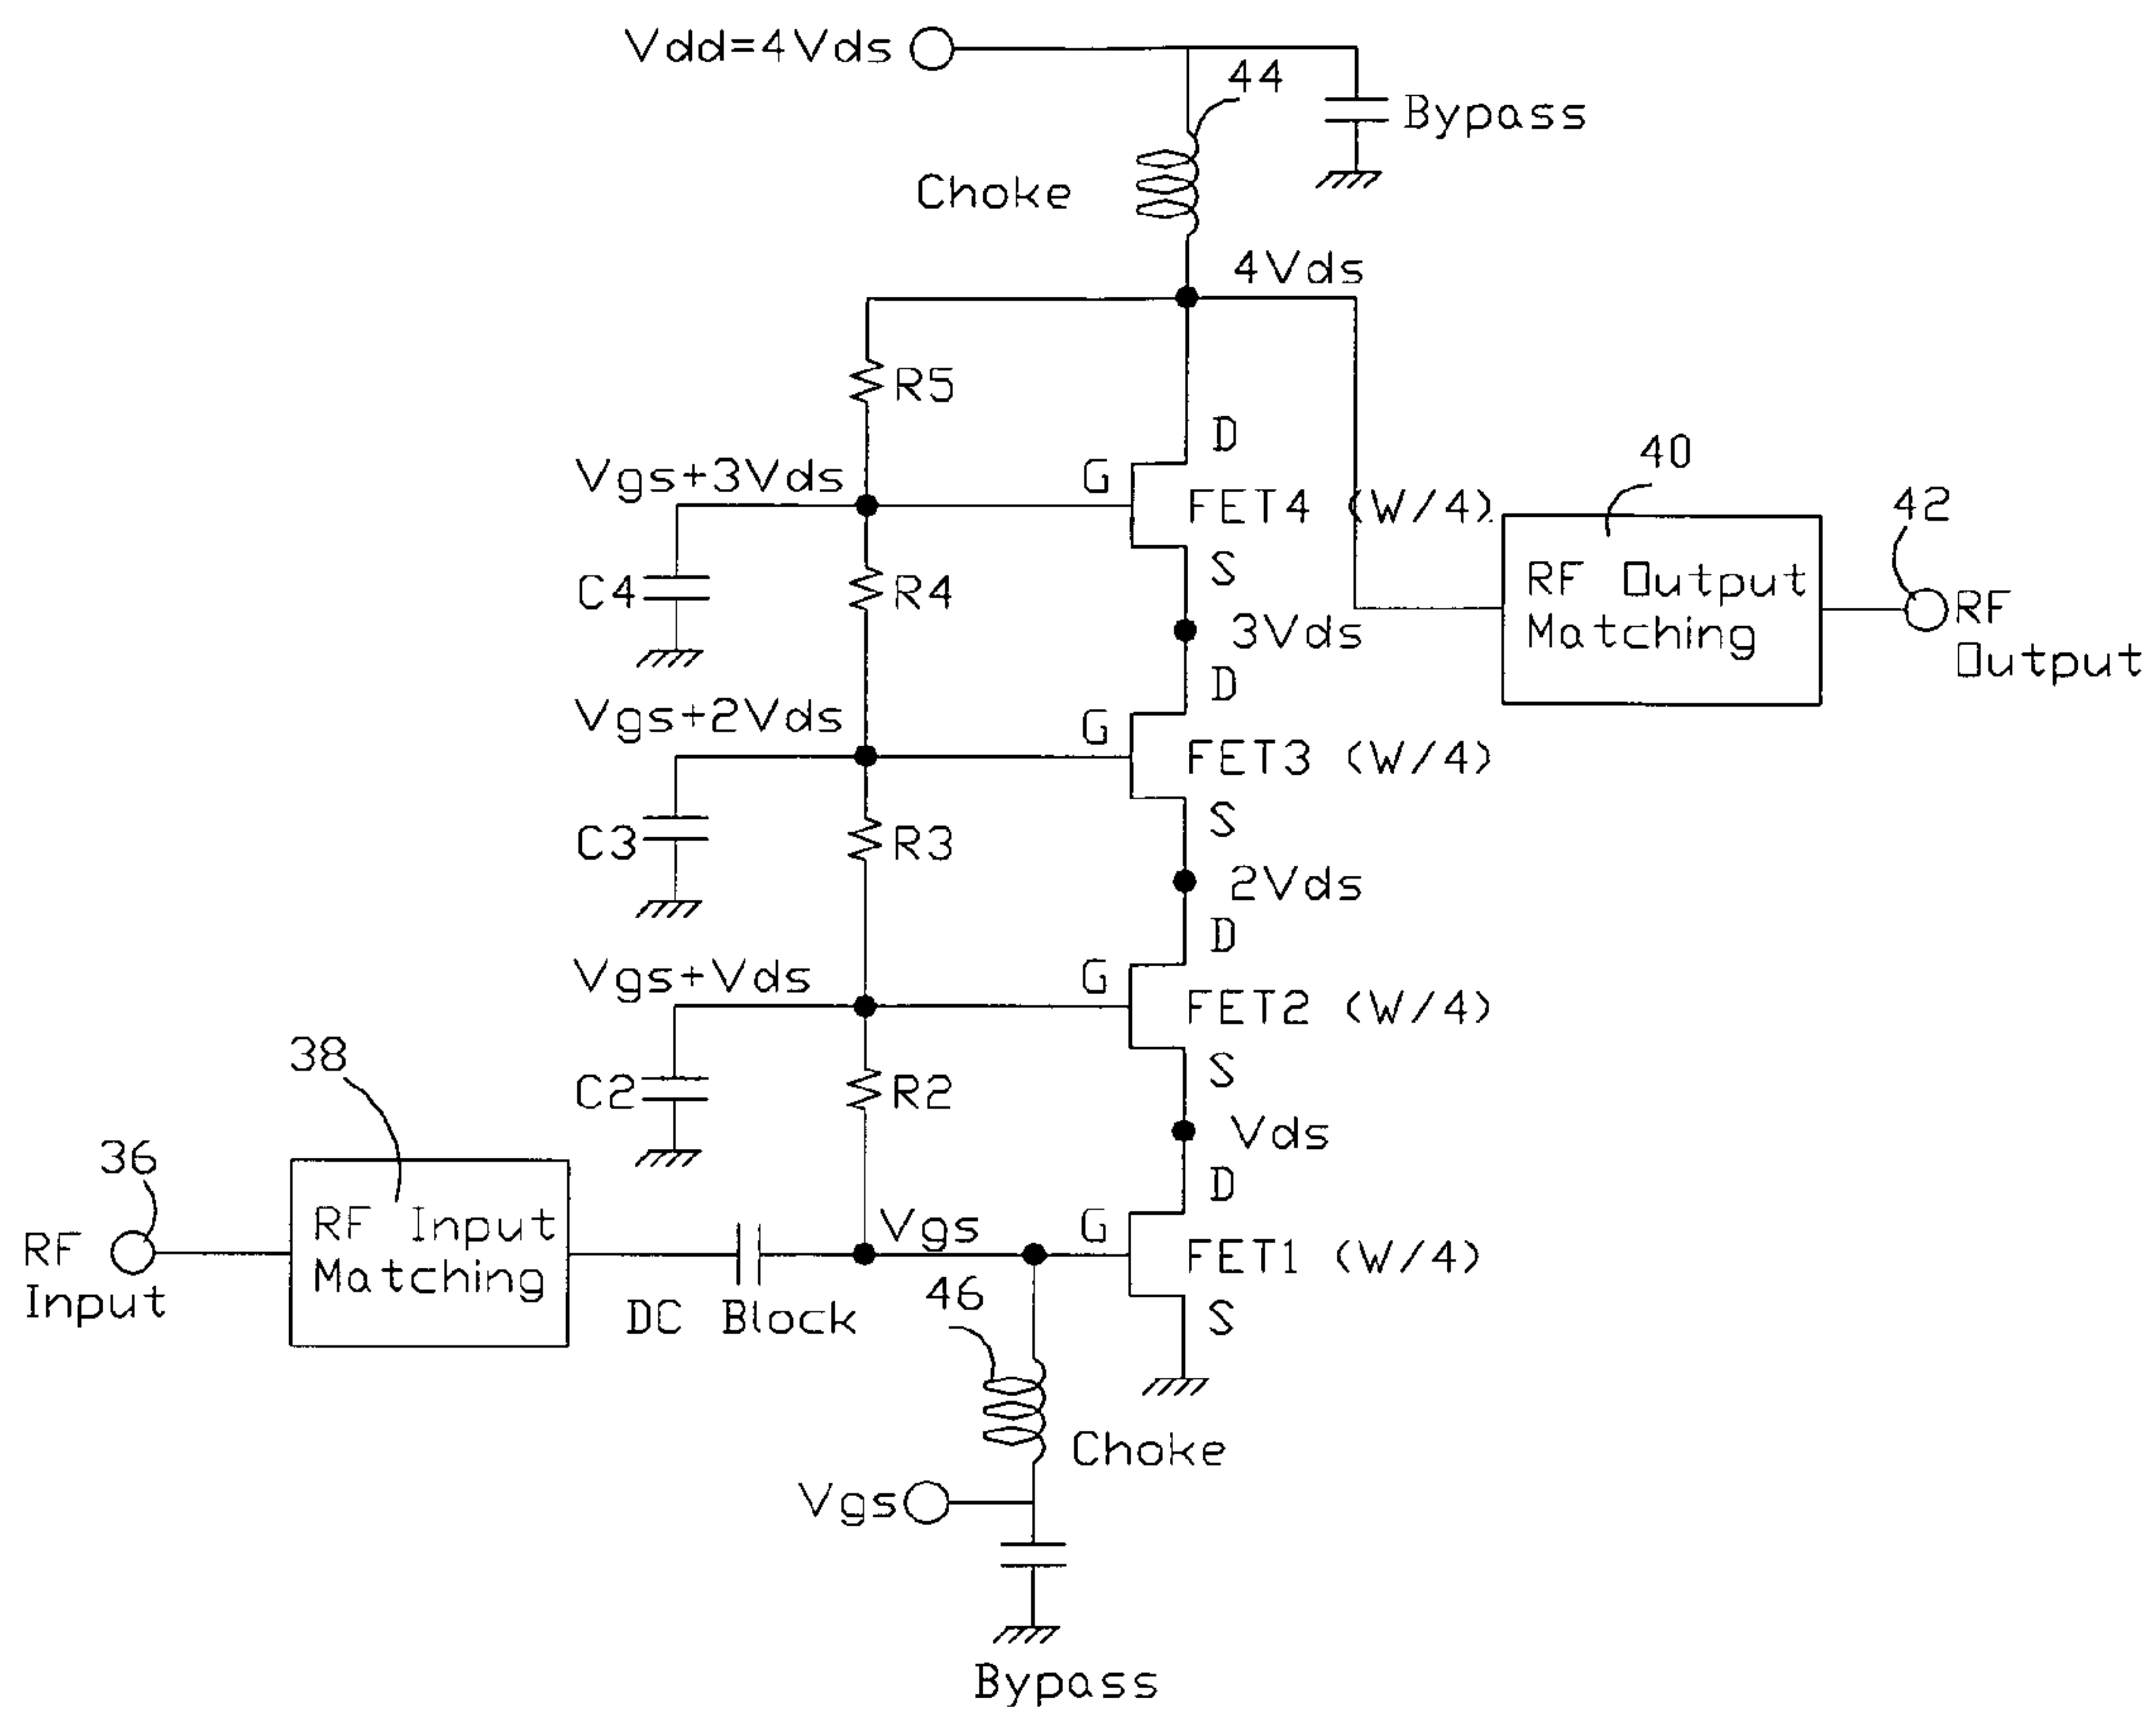 Vdd=4Vds
44
Bypass
Choke
4Vds
R5
D
40
Vgs+3Vds
G
FET4 (W/4)
42
C4
R4
S
RF Output
Matching
RF
Output
3Vds
D
Vgs+2Vds
G
FET3 (W/4)
C3
R3
S
2Vds
D
Vgs+Vds
G
FET2 (W/4)
38
C2
R2
S
Vds
36
D
RF
Input
RF Input
Matching
Vgs
G
FET1 (W/4)
DC Block
46
S
Choke
Vgs
Bypass